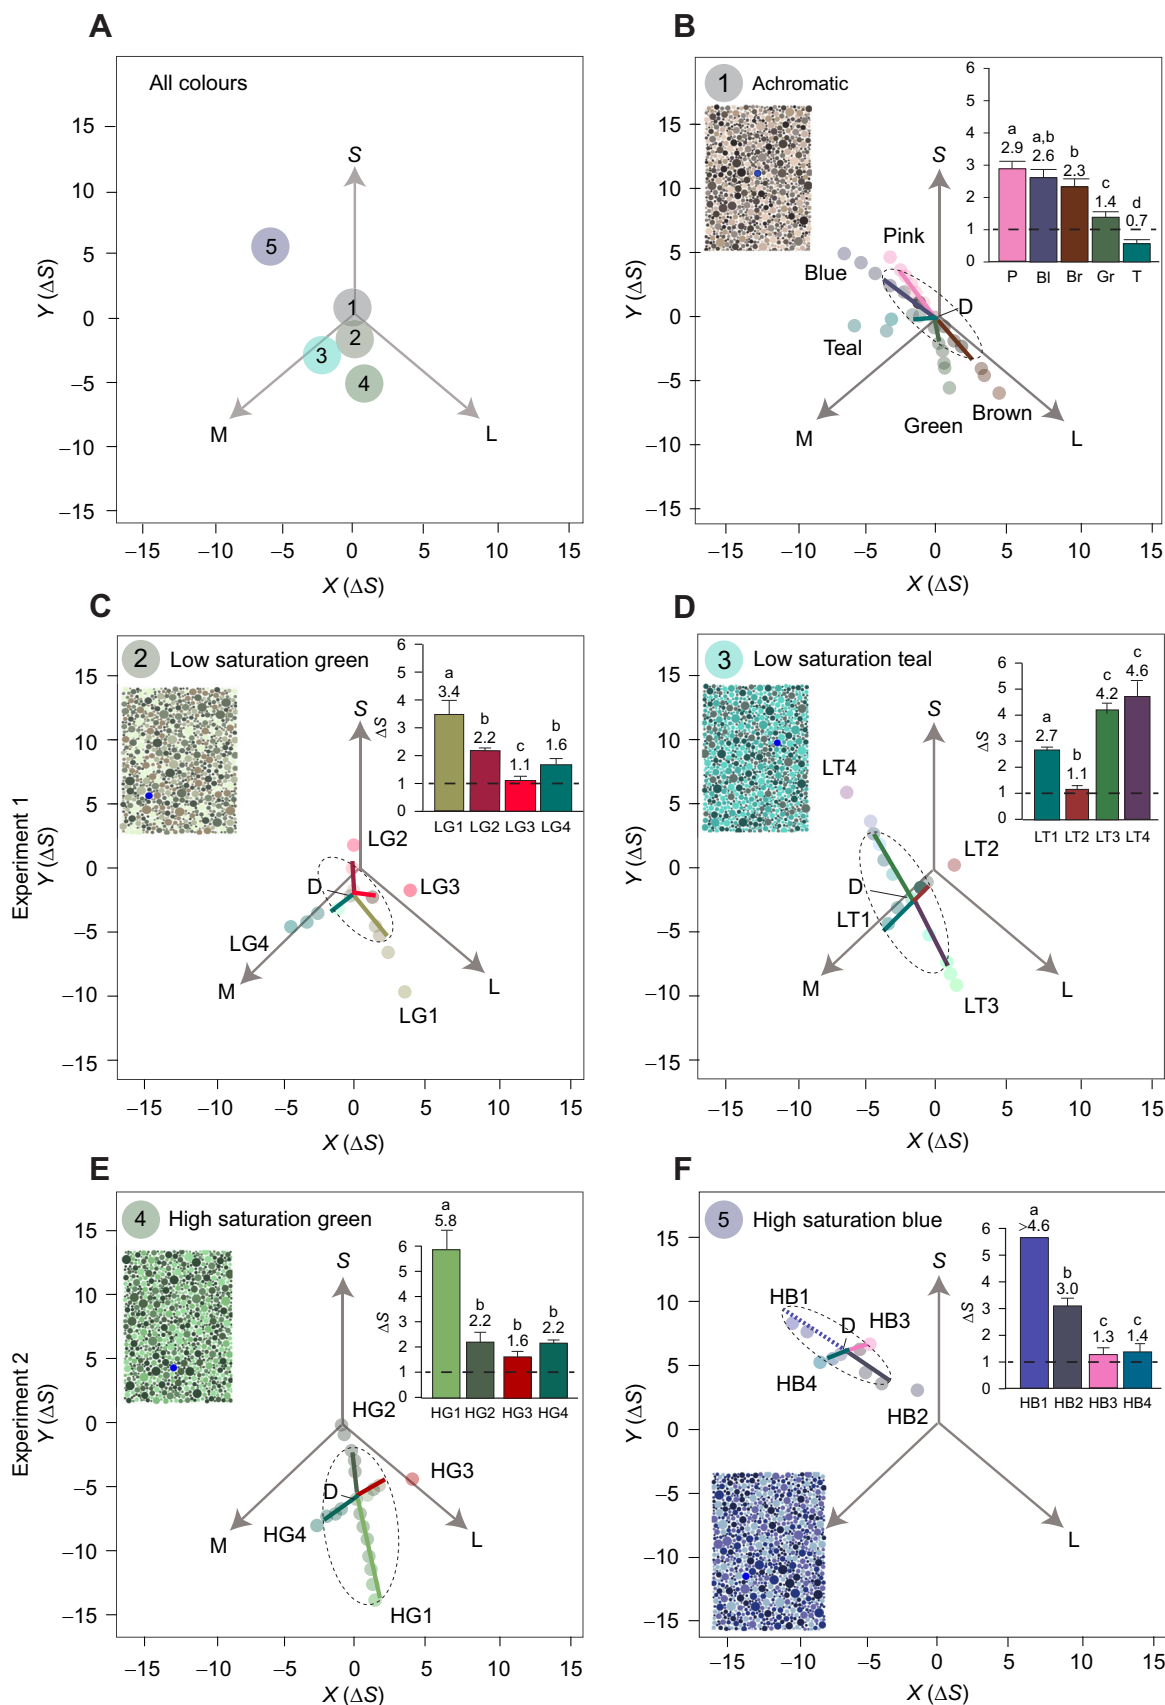 A
All colours
15
10
5
0
−5
−10
−15
Y (ΔS)
S
M
L
5
1
2
3
4
−15
−10
−5
0
5
10
15
X (ΔS)
B
1
Achromatic
15
10
5
0
−5
−10
−15
Y (ΔS)
S
M
L
Pink
Blue
Teal
Green
Brown
D
6
5
4
3
2
1
0
a
2.9
a,b
2.6
b
2.3
c
1.4
d
0.7
P
Bl
Br
Gr
T
−15
−10
−5
0
5
10
15
X (ΔS)
Experiment 1
C
2
Low saturation green
15
10
5
0
−5
−10
−15
Y (ΔS)
S
M
L
LG2
LG3
D
LG4
LG1
ΔS
6
5
4
3
2
1
0
a
3.4
b
2.2
c
1.1
b
1.6
LG1
LG2
LG3
LG4
−15
−10
−5
0
5
10
15
X (ΔS)
D
3
Low saturation teal
15
10
5
0
−5
−10
−15
Y (ΔS)
S
M
L
LT4
LT2
D
LT1
LT3
ΔS
6
5
4
3
2
1
0
a
2.7
b
1.1
c
4.2
c
4.6
LT1
LT2
LT3
LT4
−15
−10
−5
0
5
10
15
X (ΔS)
Experiment 2
E
4
High saturation green
15
10
5
0
−5
−10
−15
Y (ΔS)
S
M
L
HG2
HG3
D
HG4
HG1
ΔS
6
5
4
3
2
1
0
a
5.8
b
2.2
b
1.6
b
2.2
HG1
HG2
HG3
HG4
−15
−10
−5
0
5
10
15
X (ΔS)
F
5
High saturation blue
15
10
5
0
−5
−10
−15
Y (ΔS)
S
L
HB1
D
HB3
HB4
HB2
ΔS
6
5
4
3
2
1
0
a
>4.6
b
3.0
c
1.3
c
1.4
HB1
HB2
HB3
HB4
−15
−10
−5
0
5
10
15
X (ΔS)